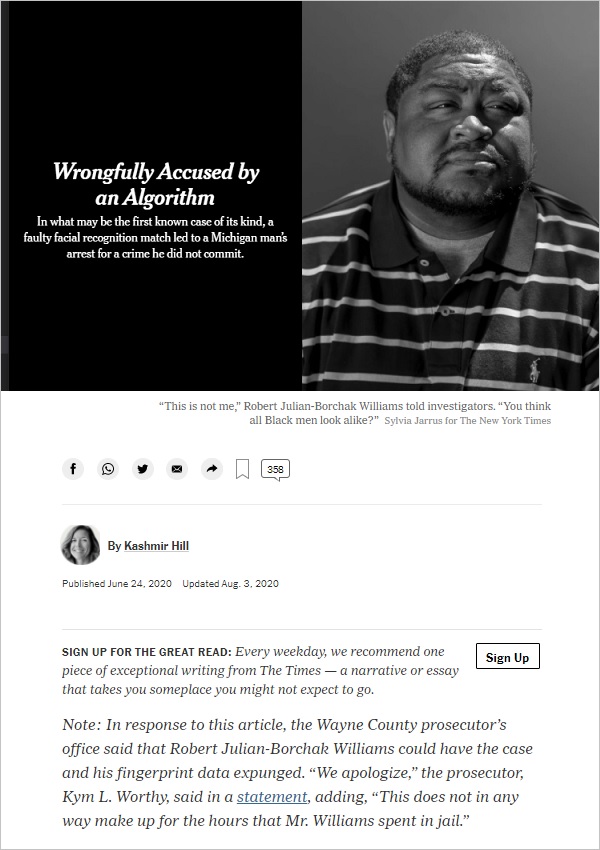 Wrongfully Accused by
an Algorithm
In what may be the first known case of its kind, a
faulty facial recognition match led to a Michigan man’s
arrest for a crime he did not commit.
“This is not me,” Robert Julian-Borchak Williams told investigators. “You think
all Black men look alike?” Sylvia Jarrus for The New York Times
358
By Kashmir Hill
Published June 24, 2020 Updated Aug. 3, 2020
SIGN UP FOR THE GREAT READ: Every weekday, we recommend one
piece of exceptional writing from The Times — a narrative or essay
that takes you someplace you might not expect to go.
Sign Up
Note: In response to this article, the Wayne County prosecutor’s
office said that Robert Julian-Borchak Williams could have the case
and his fingerprint data expunged. “We apologize,” the prosecutor,
Kym L. Worthy, said in a statement, adding, “This does not in any
way make up for the hours that Mr. Williams spent in jail.”